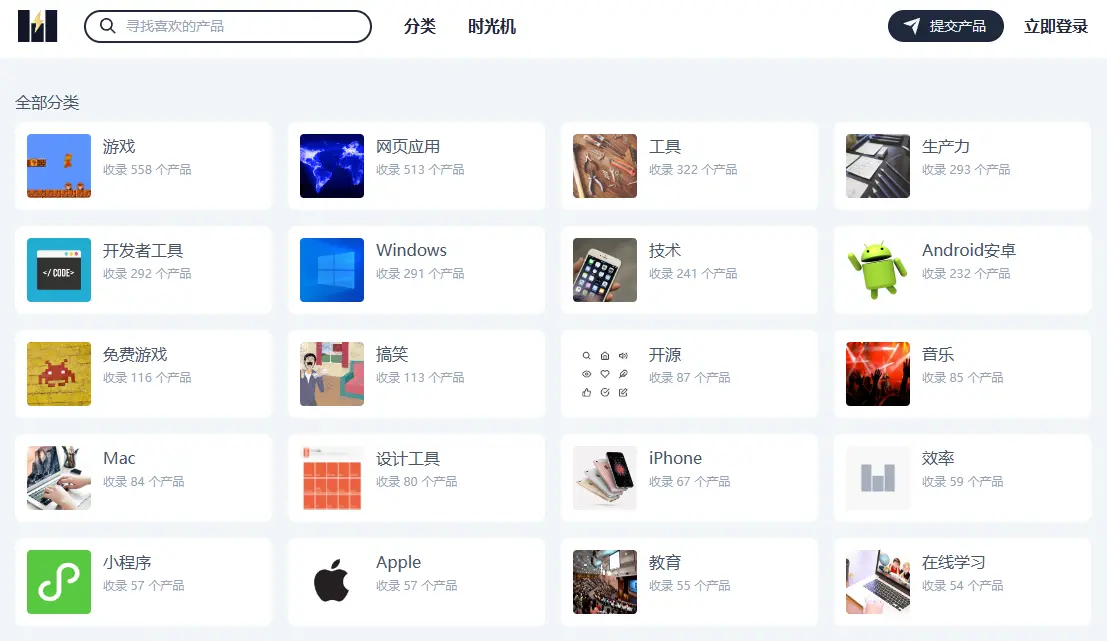 寻找喜欢的产品
分类
时光机
提交产品
立即登录
全部分类
游戏
收录 558 个产品
网页应用
收录 513 个产品
工具
收录 322 个产品
生产力
收录 293 个产品
</ CODE>
开发者工具
收录 292 个产品
Windows
收录 291 个产品
技术
收录 241 个产品
Android安卓
收录 232 个产品
免费游戏
收录 116 个产品
搞笑
收录 113 个产品
开源
收录 87 个产品
音乐
收录 85 个产品
Mac
收录 84 个产品
设计工具
收录 80 个产品
iPhone
收录 67 个产品
效率
收录 59 个产品
小程序
收录 57 个产品
Apple
收录 57 个产品
教育
收录 55 个产品
在线学习
收录 54 个产品